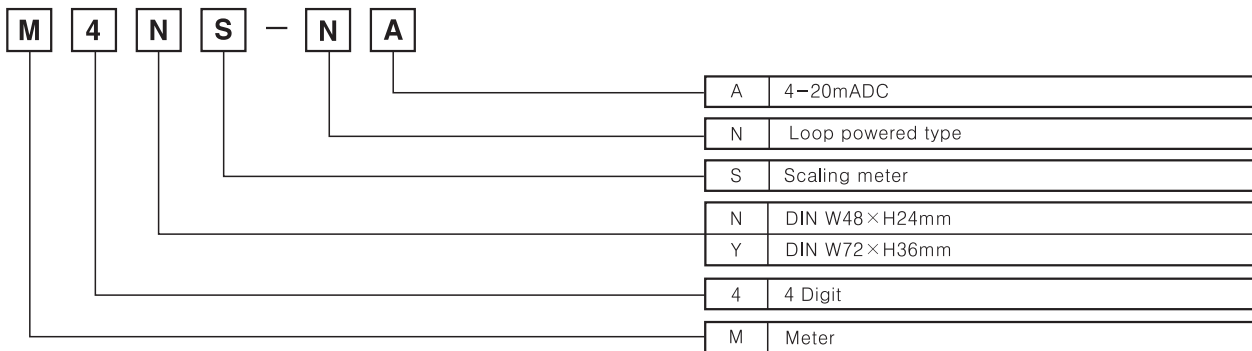 M 4 N S - N A
A 4-20mADC
N Loop powered type
S Scaling meter
N DIN W48×H24mm
Y DIN W72×H36mm
4 4 Digit
M Meter